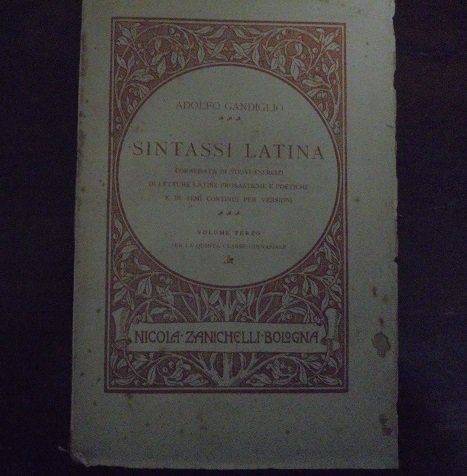 ADOLFO GANDIGLIO
SINTASSI LATINA
CORREDATA DI NUOVI ESERCIZI
DI LETTURE LATINE PROSASTICHE E POETICHE
E DI TEMI CONTINUI PER VERSIONI
VOLUME TERZO
PER LA QUINTA CLASSE GINNASIALE
NICOLA·ZANICHELLI·BOLOGNA